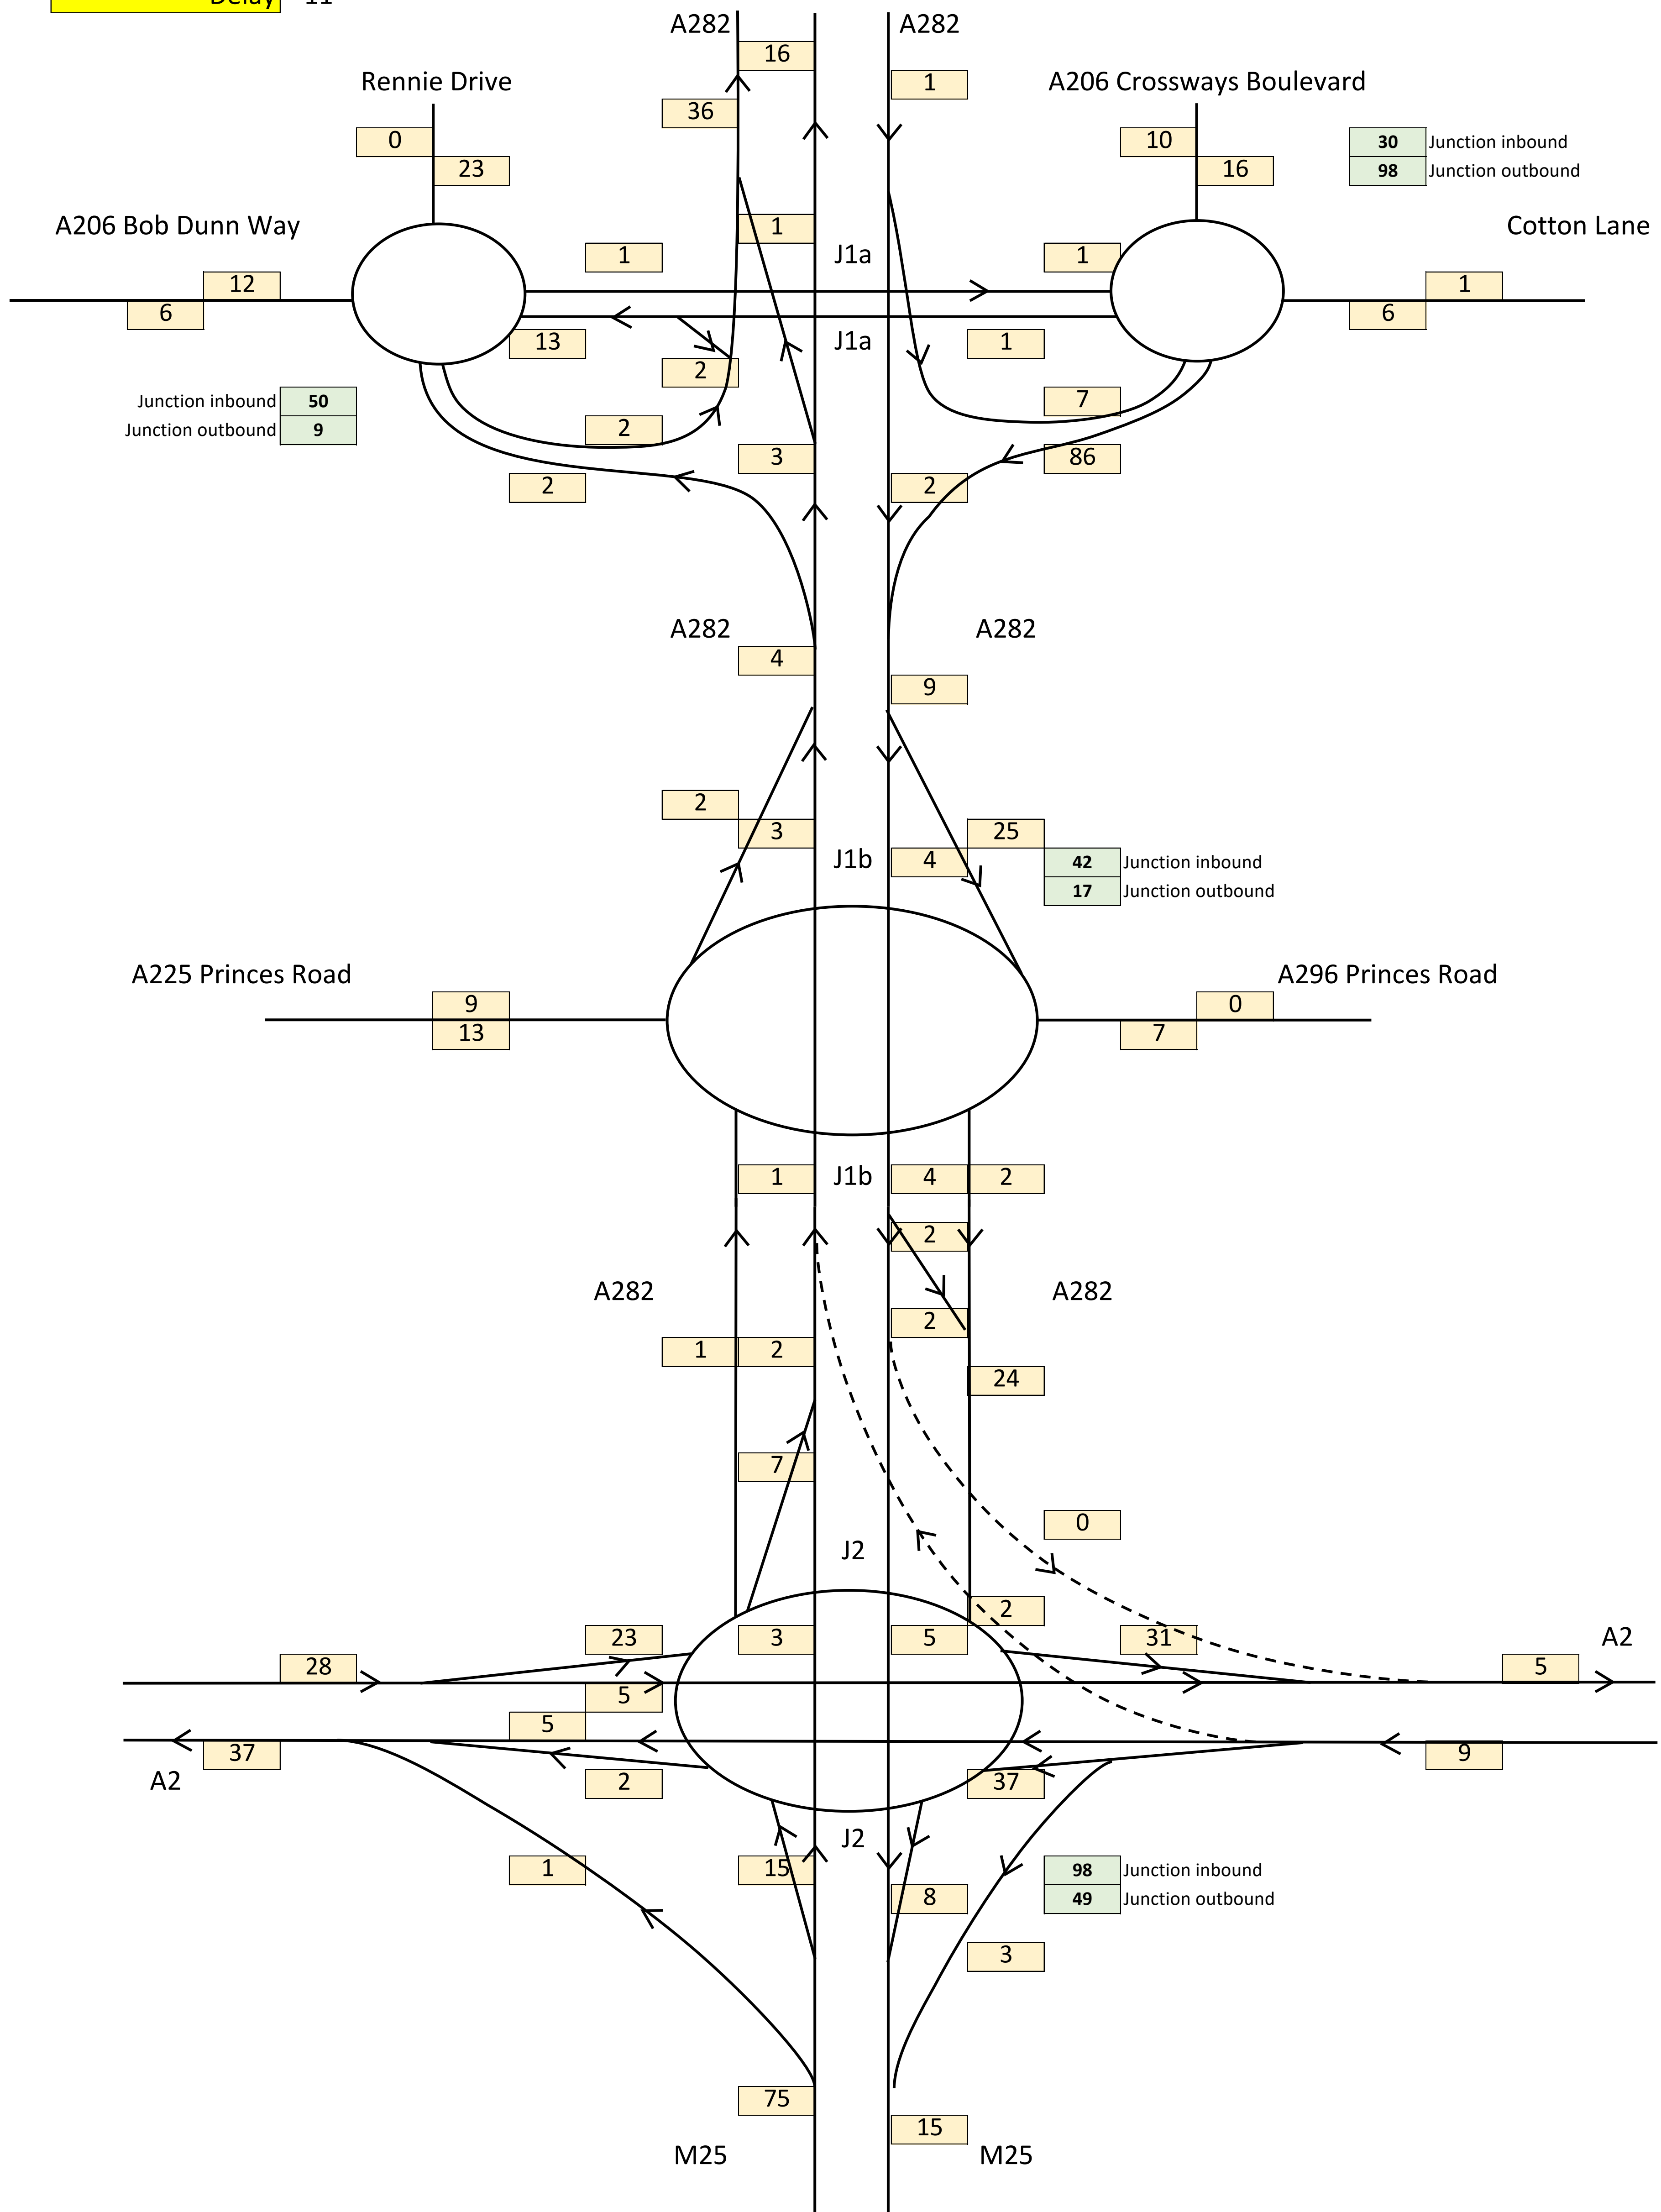 Delay 11
A282 A282
16
Rennie Drive A206 Crossways Boulevard
1
36
0 10 30 Junction inbound
23 16 98 Junction outbound
A206 Bob Dunn Way 1 Cotton Lane
1 J1a 1
12 1
6 6
13 J1a 1
2
Junction inbound 50 7
Junction outbound 9 2
3 86
2 2
A282 A282
4
9
2
3 25
J1b 4 42 Junction inbound
17 Junction outbound
A225 Princes Road A296 Princes Road
9 0
13 7
1 J1b 4 2
2
A282 A282
2
1 2
24
7
0
J2
2
23 3 5 31 A2
28 5
5
5
37 9
A2 2 37
J2
1 15 98 Junction inbound
8 49 Junction outbound
3
75
15
M25 M25